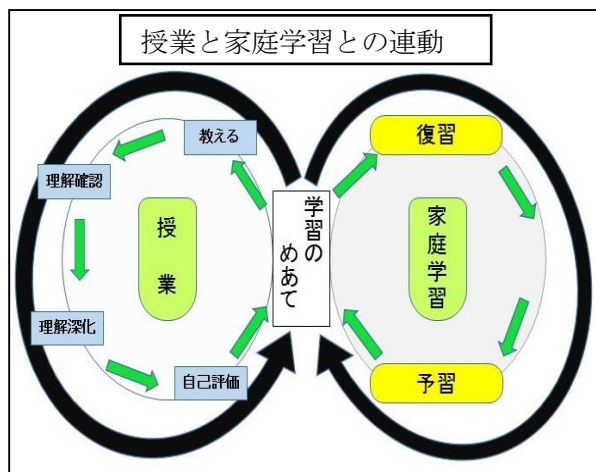 授業と家庭学習との連動
教える
理解確認
授業
理解深化
自己評価
学習の
めあて
復習
家庭学習
予習